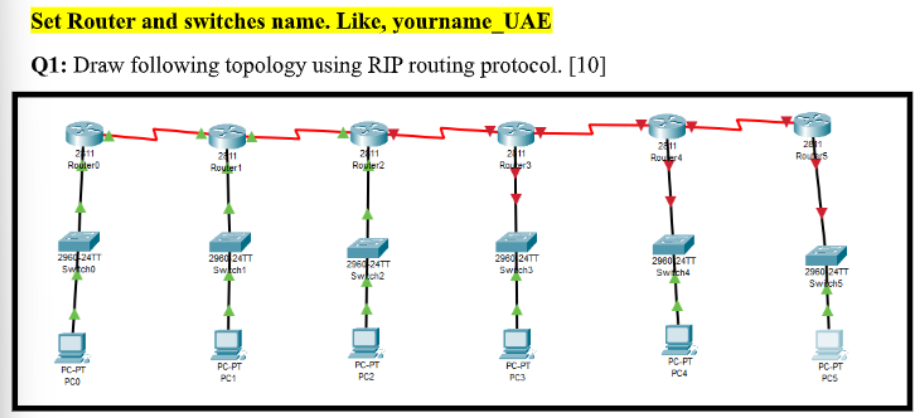 Set Router and switches name. Like, yourname_UAE
Q1: Draw following topology using RIP routing protocol. [10]
2811 2811 2811 2811 2811 2811
Router0 Router1 Router2 Router3 Router4 Router5
2960-24TT 2960-24TT 2960-24TT 2960-24TT 2960-24TT 2960-24TT
Switch0 Switch1 Switch2 Switch3 Switch4 Switch5
PC-PT PC-PT PC-PT PC-PT PC-PT PC-PT
PC0 PC1 PC2 PC3 PC4 PC5